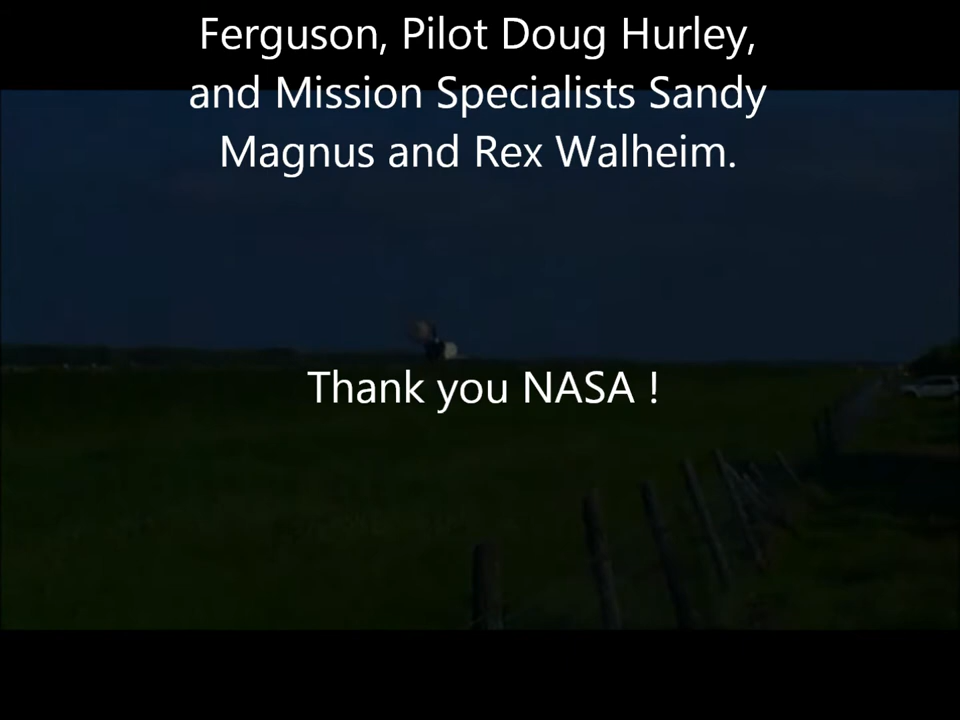 Ferguson, Pilot Doug Hurley,
and Mission Specialists Sandy
Magnus and Rex Walheim.
Thank you NASA !